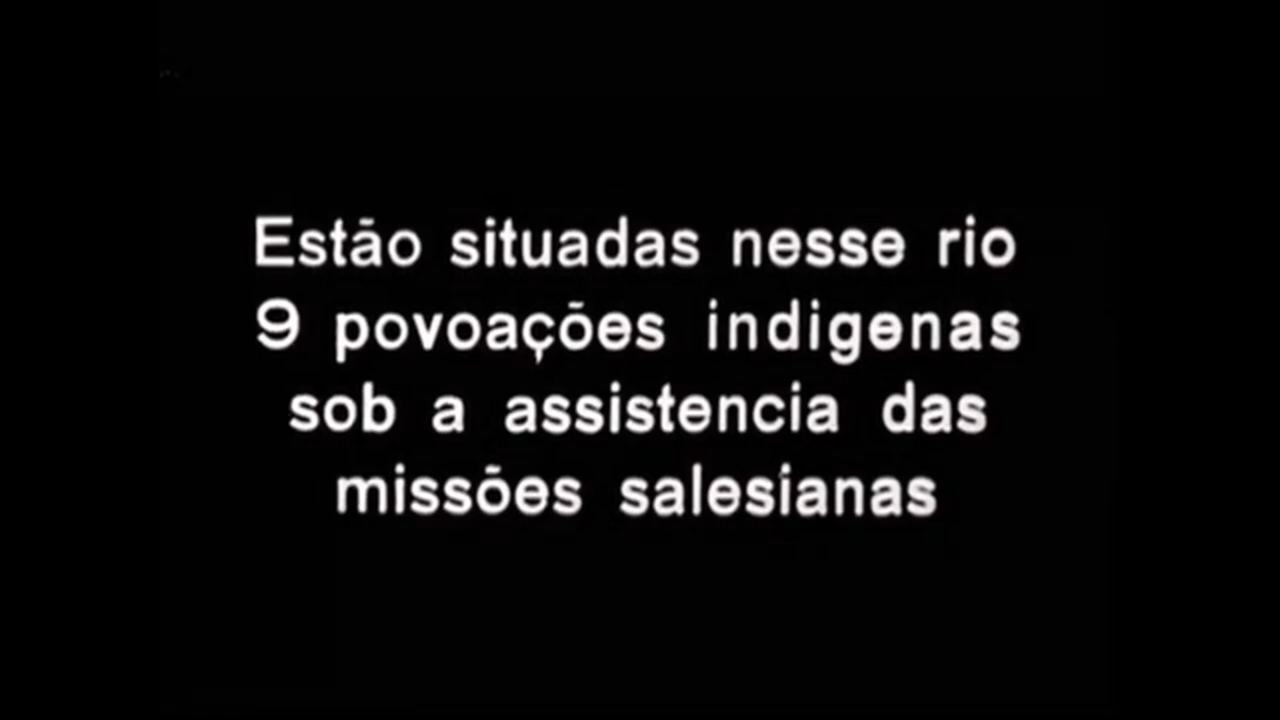 Estão situadas nesse rio
9 povoações indigenas
sob a assistencia das
missões salesianas